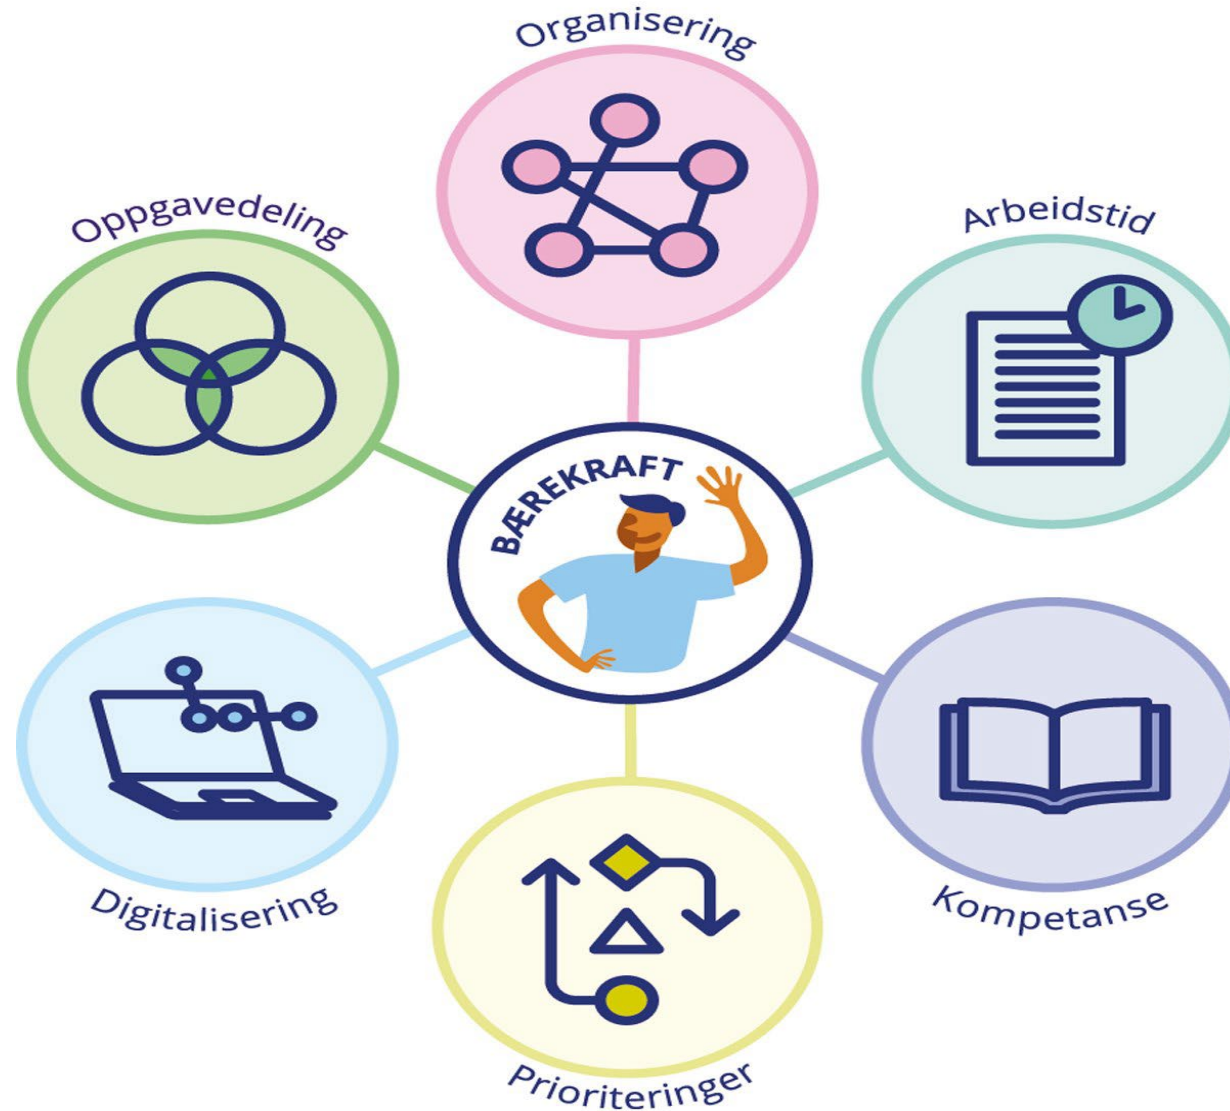 Organisering
Oppgavedeling
Arbeidstid
BÆREKRAFT
Digitalisering
Kompetanse
Prioriteringer